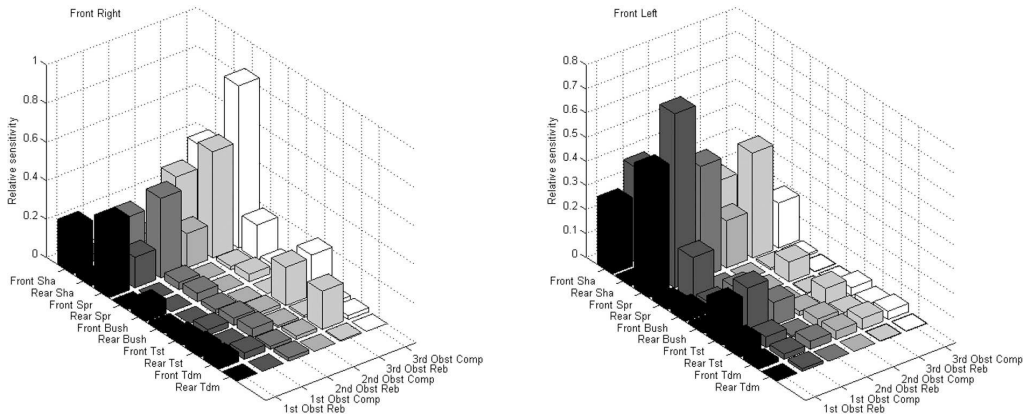 Front Right
Relative sensitivity
1
0.8
0.6
0.4
0.2
0
Front Sha
Rear Sha
Front Spr
Rear Spr
Front Bush
Rear Bush
Front Tst
Rear Tst
Front Tdm
Rear Tdm
3rd Obst Comp
3rd Obst Reb
2nd Obst Comp
2nd Obst Reb
1st Obst Comp
1st Obst Reb
Front Left
Relative sensitivity
0.8
0.7
0.6
0.5
0.4
0.3
0.2
0.1
0
Front Sha
Rear Sha
Front Spr
Rear Spr
Front Bush
Rear Bush
Front Tst
Rear Tst
Front Tdm
Rear Tdm
3rd Obst Comp
3rd Obst Reb
2nd Obst Comp
2nd Obst Reb
1st Obst Comp
1st Obst Reb